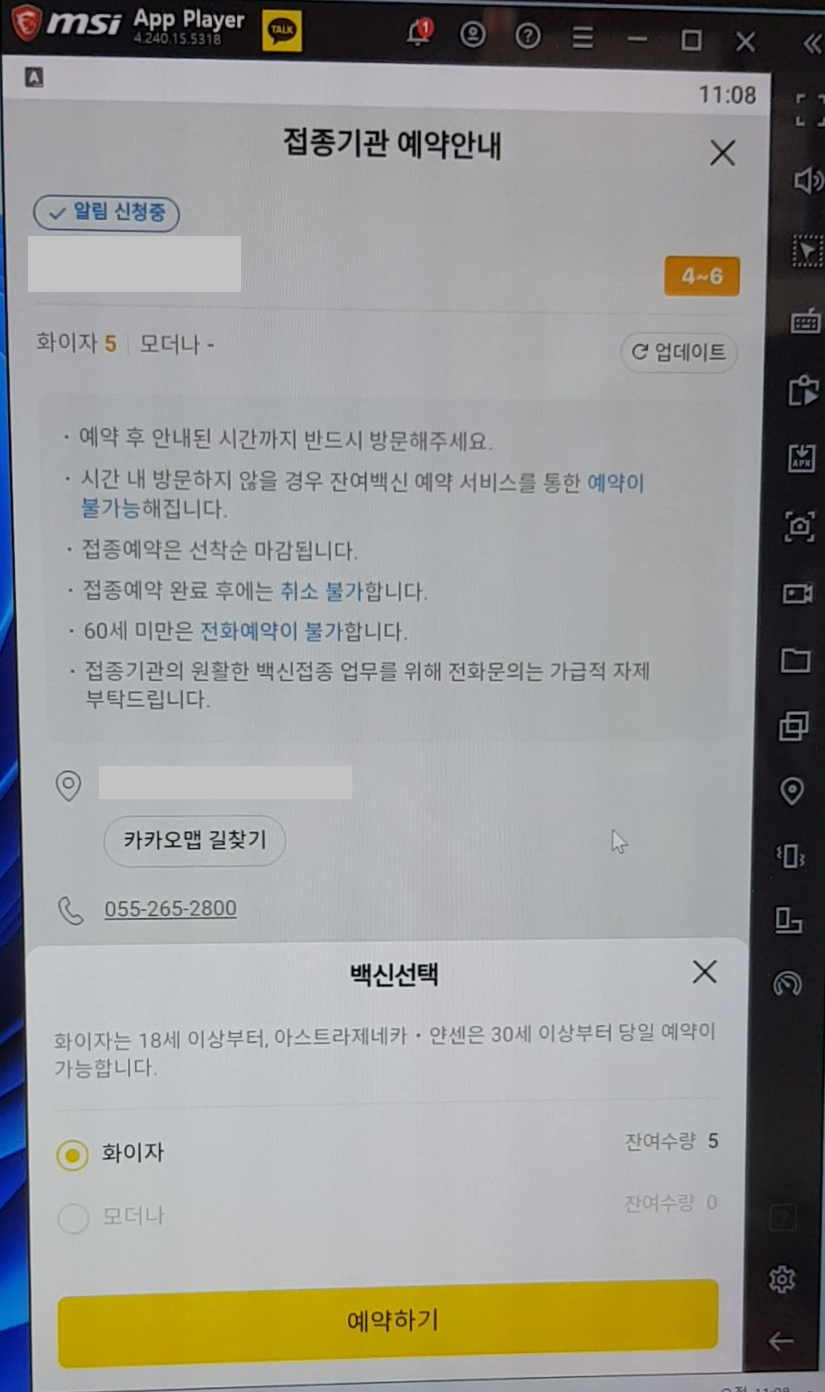 msi App Player
4.240.15.5318
TALK
1
A
11:08
접종기관 예약안내
알림 신청중
4~6
화이자 5 | 모더나 -
업데이트
· 예약 후 안내된 시간까지 반드시 방문해주세요.
· 시간 내 방문하지 않을 경우 잔여백신 예약 서비스를 통한 예약이
불가능해집니다.
· 접종예약은 선착순 마감됩니다.
· 접종예약 완료 후에는 취소 불가합니다.
· 60세 미만은 전화예약이 불가합니다.
· 접종기관의 원활한 백신접종 업무를 위해 전화문의는 가급적 자제
부탁드립니다.
카카오맵 길찾기
055-265-2800
백신선택
화이자는 18세 이상부터, 아스트라제네카 · 얀센은 30세 이상부터 당일 예약이
가능합니다.
화이자 잔여수량 5
모더나 잔여수량 0
예약하기
APK